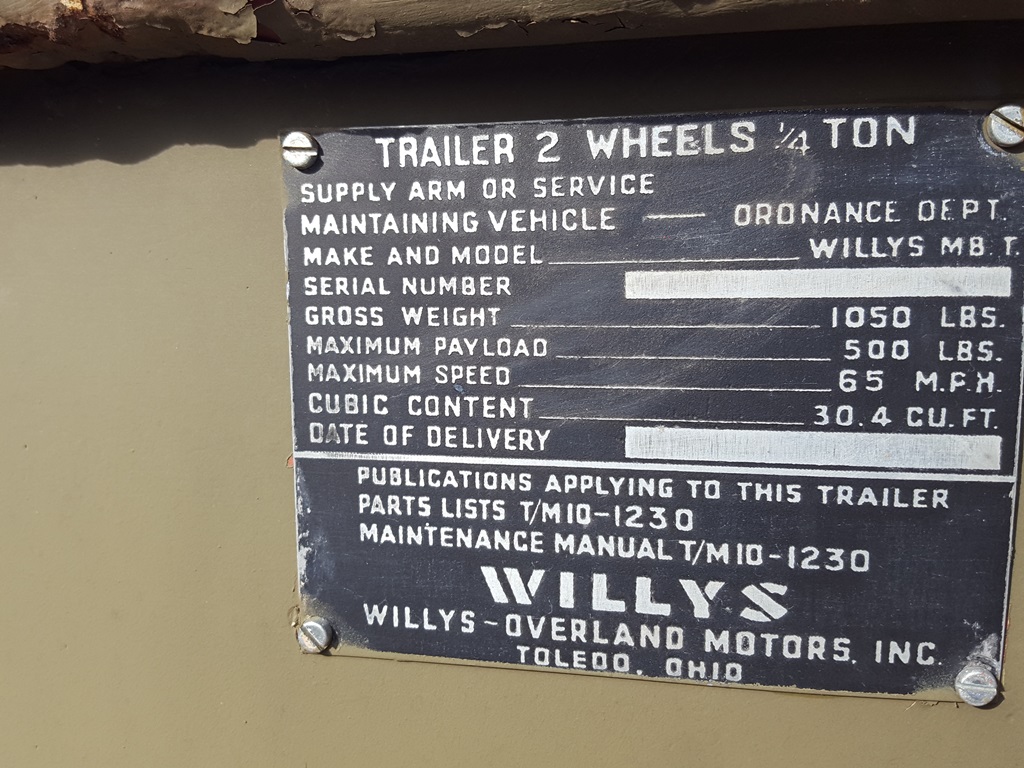 TRAILER 2 WHEELS 1/4 TON
SUPPLY ARM OR SERVICE
MAINTAINING VEHICLE — ORDNANCE DEPT.
MAKE AND MODEL WILLYS MB T.
SERIAL NUMBER
GROSS WEIGHT 1050 LBS.
MAXIMUM PAYLOAD 500 LBS.
MAXIMUM SPEED 65 M.P.H.
CUBIC CONTENT 30.4 CU. FT.
DATE OF DELIVERY
PUBLICATIONS APPLYING TO THIS TRAILER
PARTS LISTS T/M10-1230
MAINTENANCE MANUAL T/M10-1230
WILLYS
WILLYS-OVERLAND MOTORS, INC.
TOLEDO, OHIO